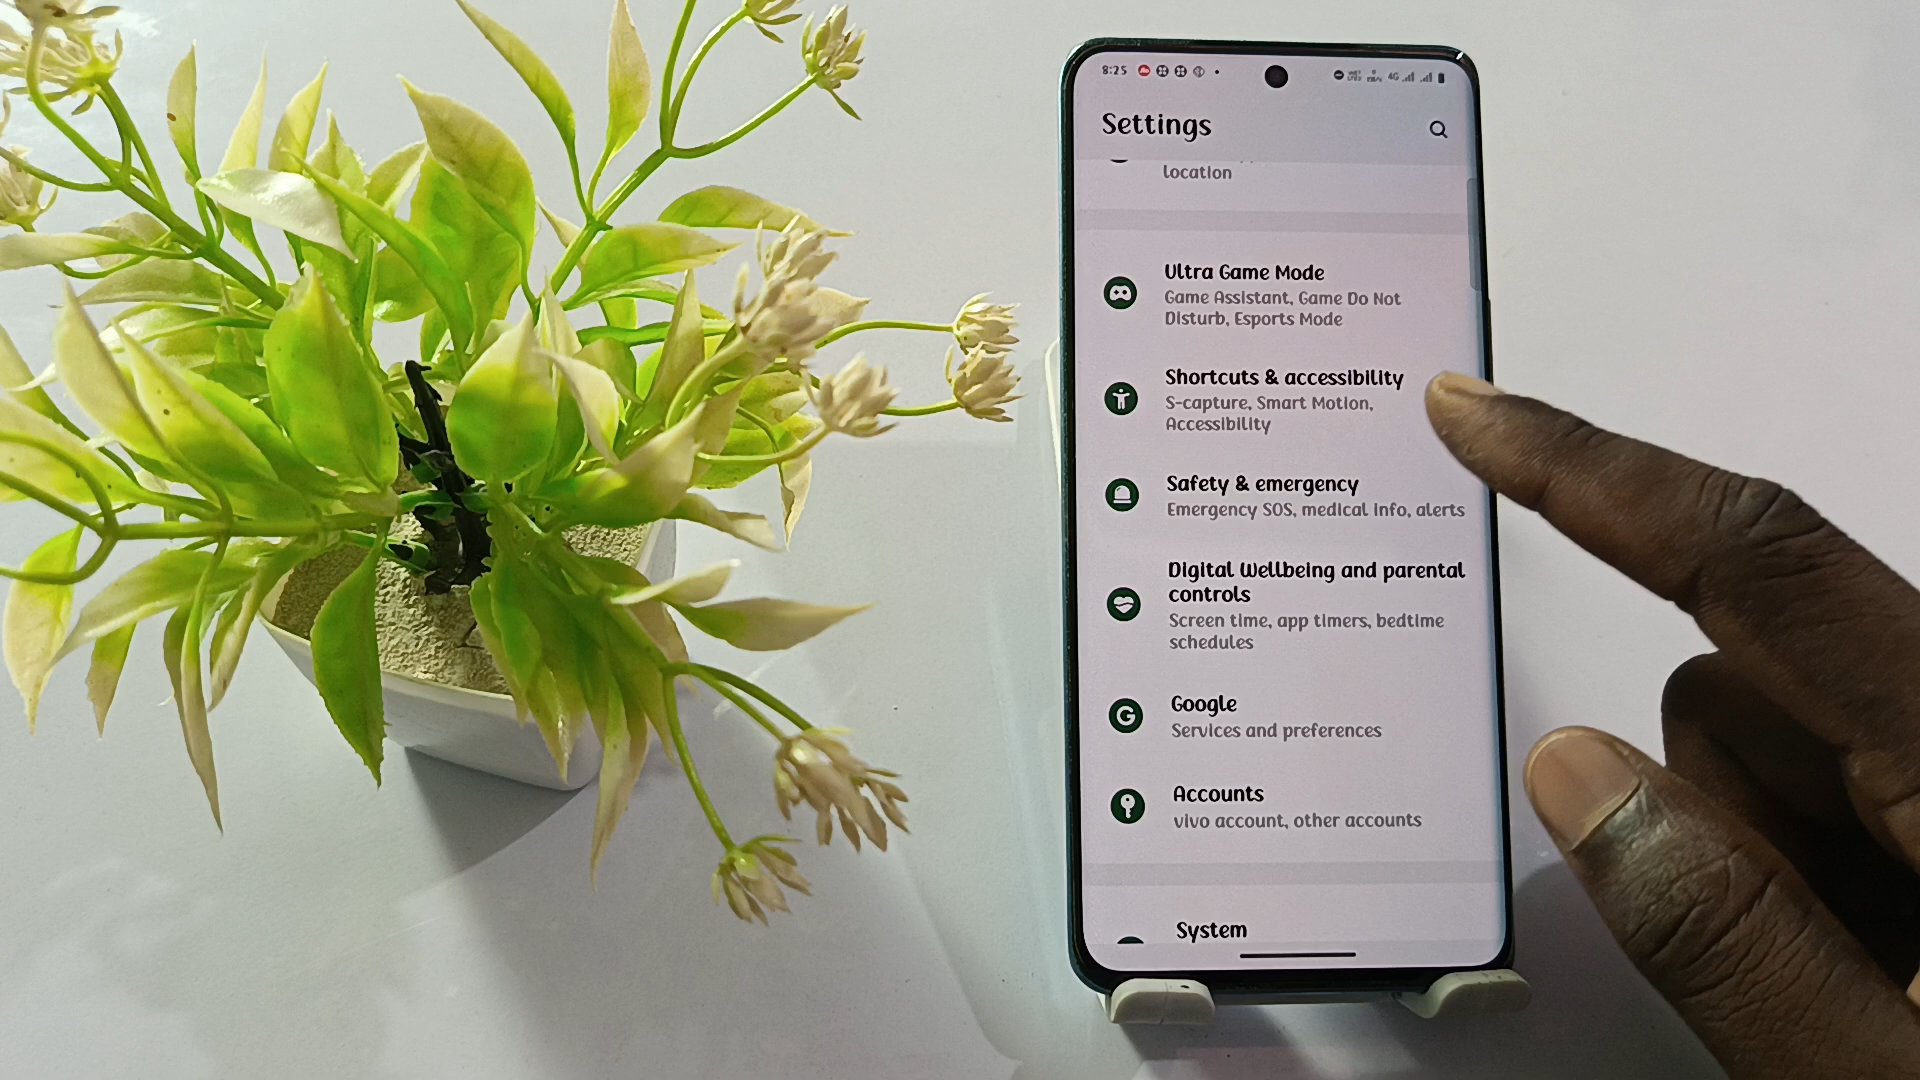 8:25
4G
Settings
location
Ultra Game Mode
Game Assistant, Game Do Not
Disturb, Esports Mode
Shortcuts & accessibility
S-capture, Smart Motion,
Accessibility
Safety & emergency
Emergency SOS, medical info, alerts
Digital Wellbeing and parental
controls
Screen time, app timers, bedtime
schedules
Google
Services and preferences
Accounts
vivo account, other accounts
System